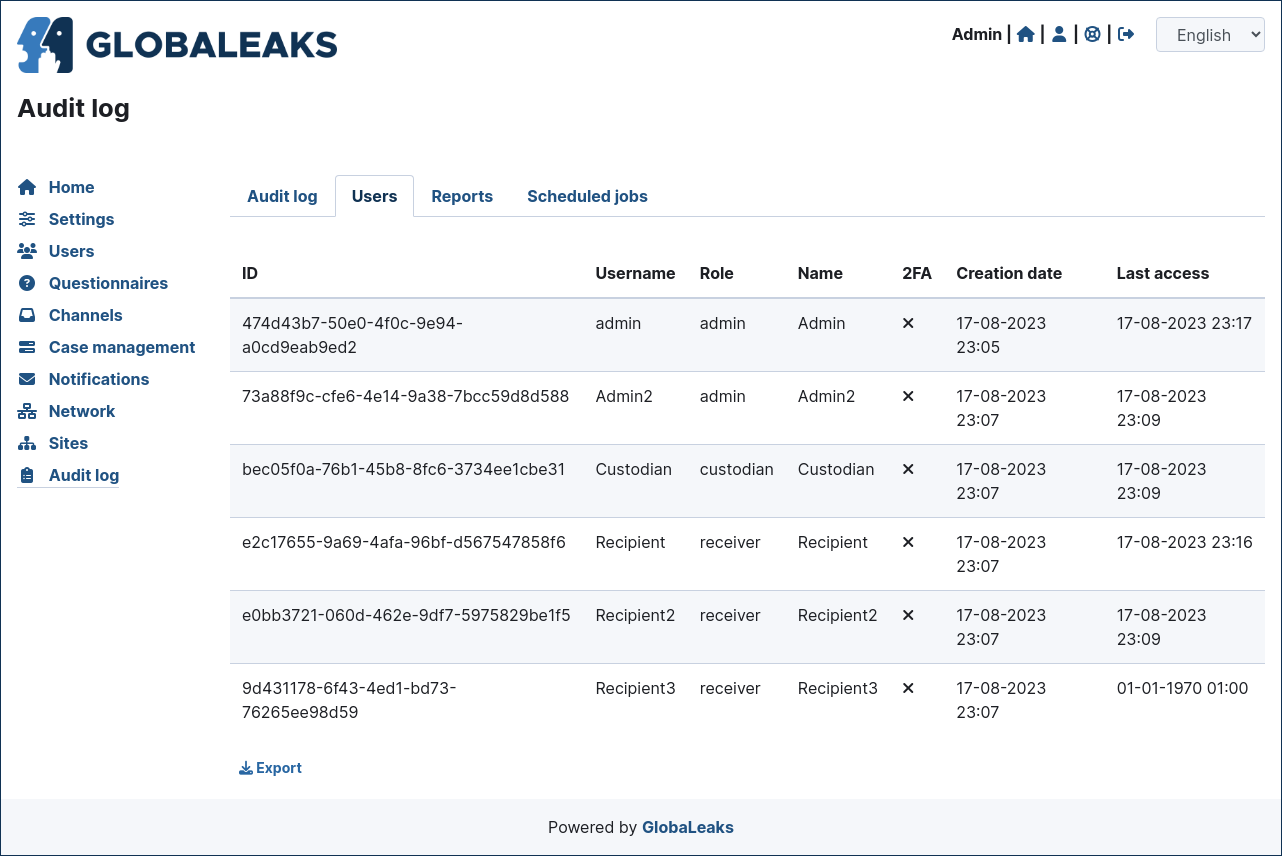 GLOBALEAKS
Admin | | | | English
Audit log
Home
Settings
Users
Questionnaires
Channels
Case management
Notifications
Network
Sites
Audit log
Audit log Users Reports Scheduled jobs
ID Username Role Name 2FA Creation date Last access
474d43b7-50e0-4f0c-9e94- admin admin Admin 17-08-2023 17-08-2023 23:17
a0cd9eab9ed2 23:05
73a88f9c-cfe6-4e14-9a38-7bcc59d8d588 Admin2 admin Admin2 17-08-2023 17-08-2023
23:07 23:09
bec05f0a-76b1-45b8-8fc6-3734ee1cbe31 Custodian custodian Custodian 17-08-2023 17-08-2023
23:07 23:09
e2c17655-9a69-4afa-96bf-d567547858f6 Recipient receiver Recipient 17-08-2023 17-08-2023 23:16
23:07
e0bb3721-060d-462e-9df7-5975829be1f5 Recipient2 receiver Recipient2 17-08-2023 17-08-2023
23:07 23:09
9d431178-6f43-4ed1-bd73- Recipient3 receiver Recipient3 17-08-2023 01-01-1970 01:00
76265ee98d59 23:07
Export
Powered by GlobaLeaks